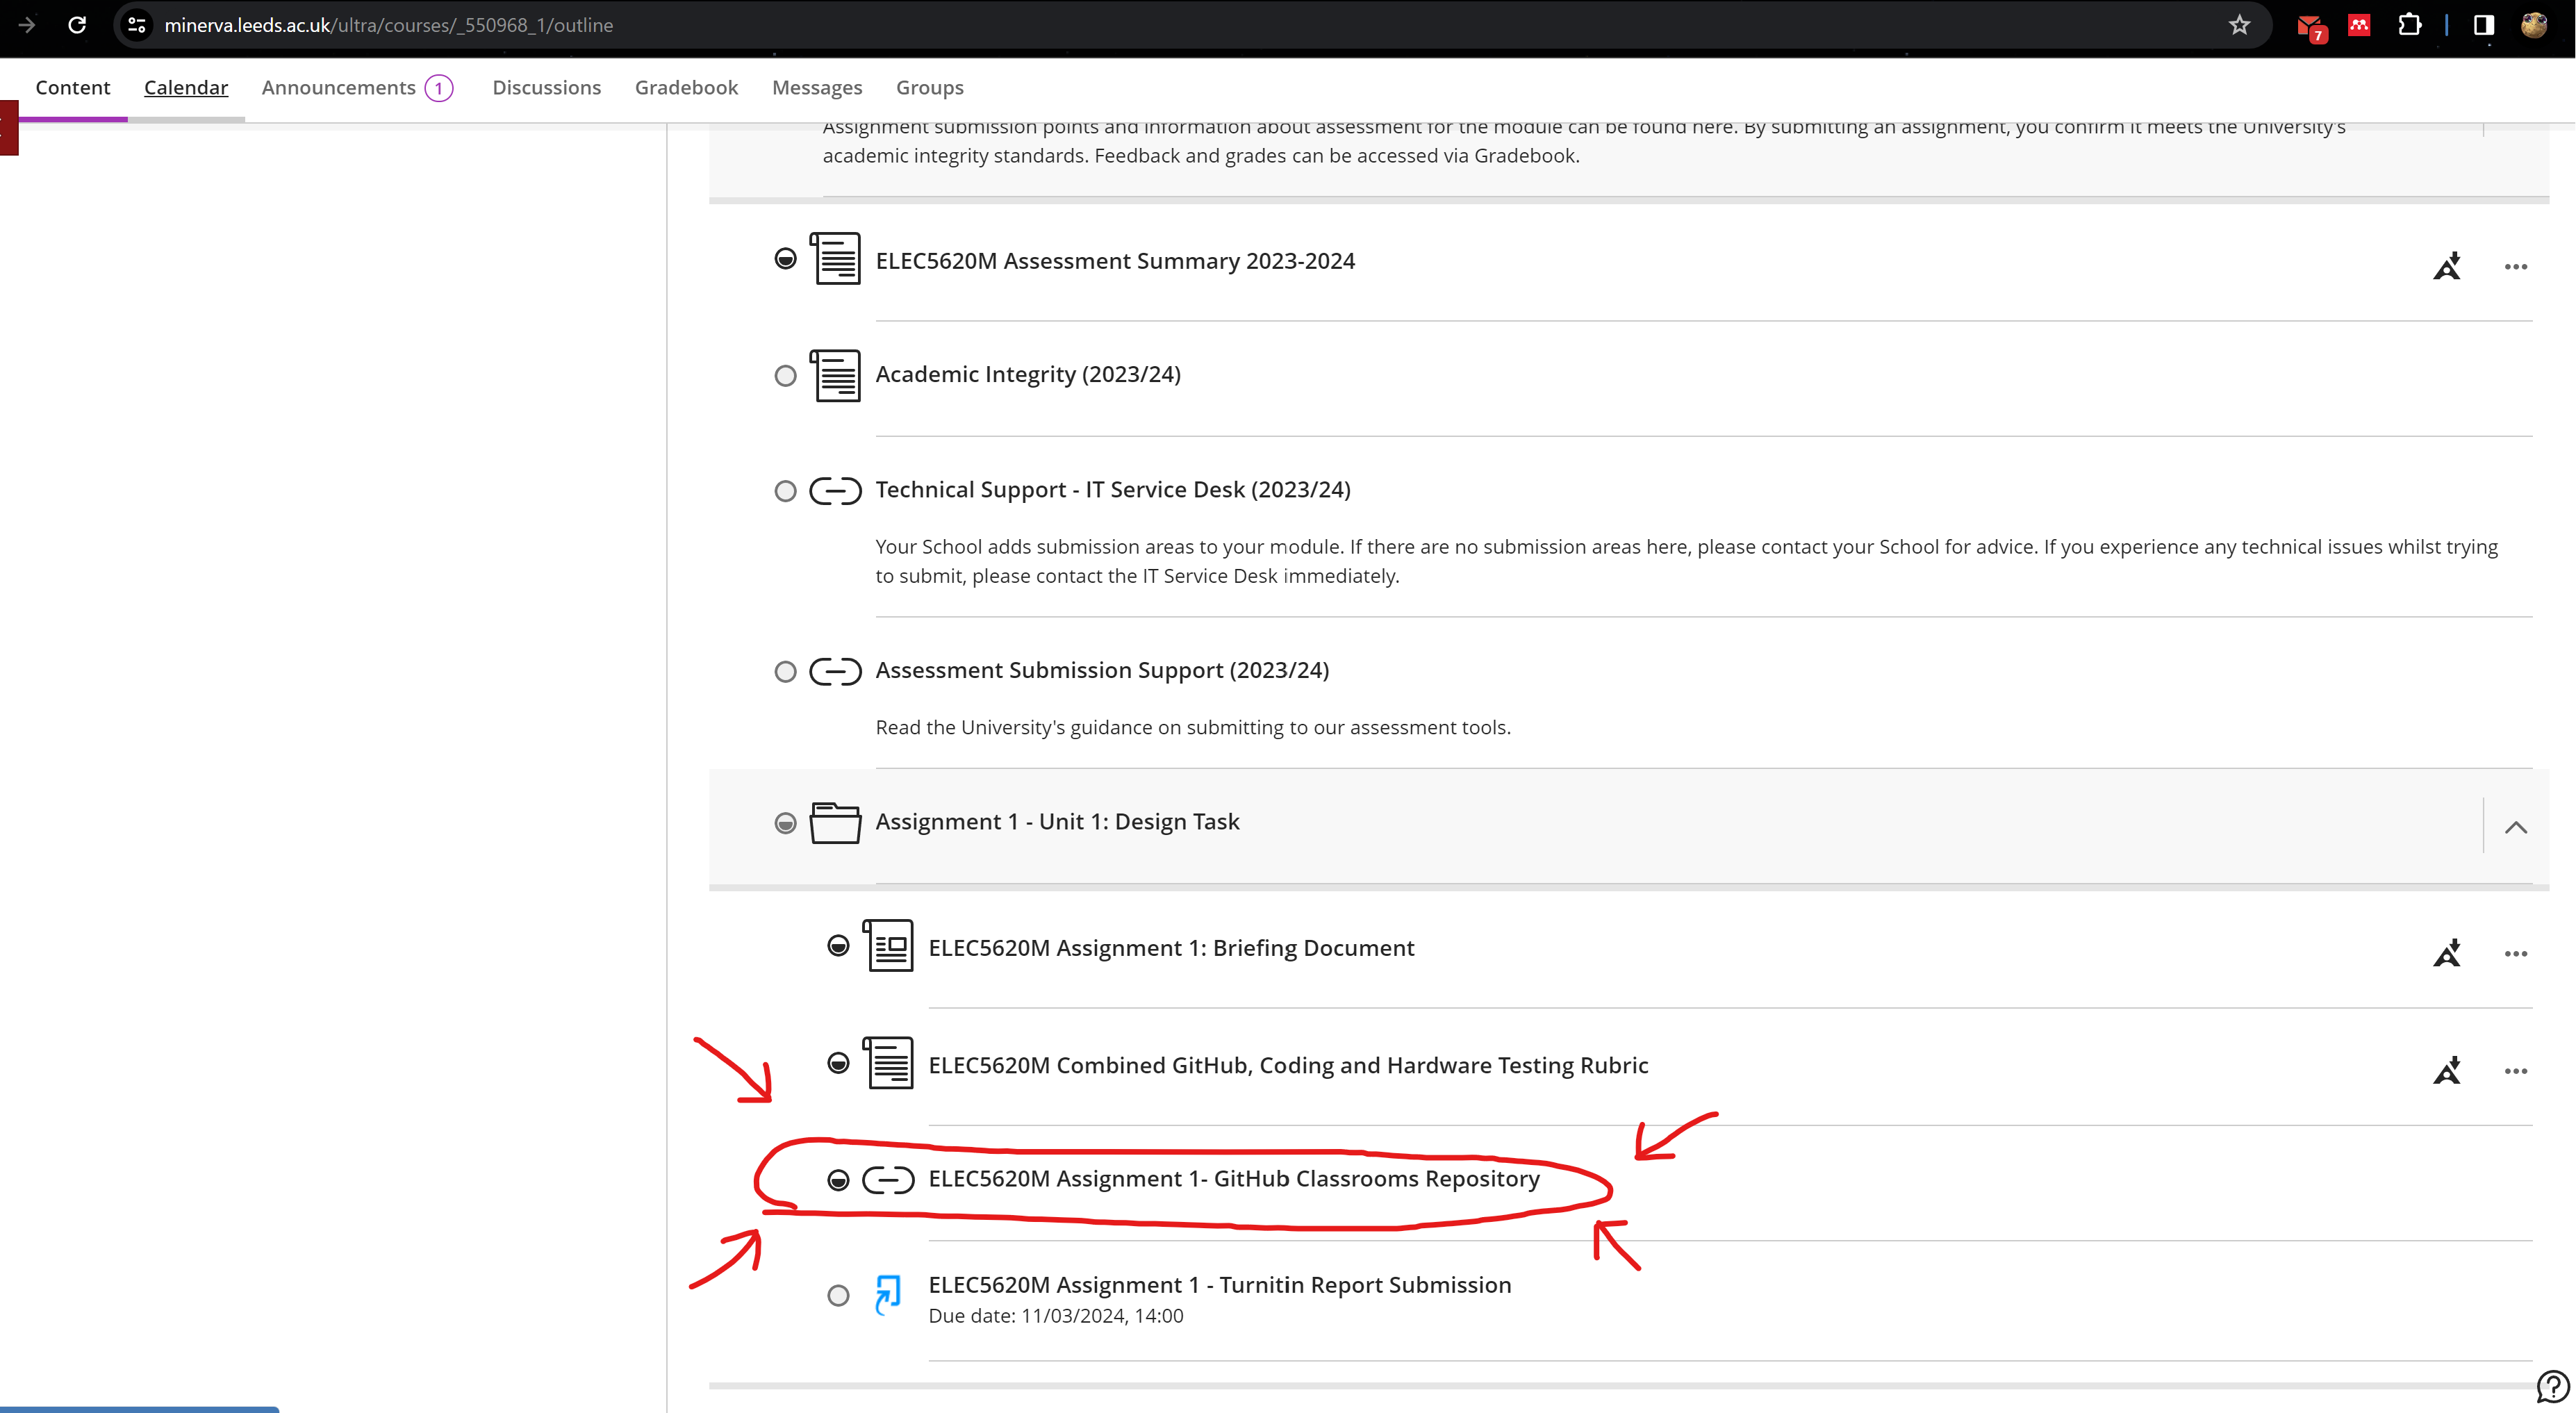 minerva.leeds.ac.uk/ultra/courses/_550968_1/outline
7
Content Calendar Announcements 1 Discussions Gradebook Messages Groups
Assignment submission points and information about assessment for the module can be found here. By submitting an assignment, you confirm it meets the University's
academic integrity standards. Feedback and grades can be accessed via Gradebook.
ELEC5620M Assessment Summary 2023-2024
Academic Integrity (2023/24)
Technical Support - IT Service Desk (2023/24)
Your School adds submission areas to your module. If there are no submission areas here, please contact your School for advice. If you experience any technical issues whilst trying
to submit, please contact the IT Service Desk immediately.
Assessment Submission Support (2023/24)
Read the University's guidance on submitting to our assessment tools.
Assignment 1 - Unit 1: Design Task
ELEC5620M Assignment 1: Briefing Document
ELEC5620M Combined GitHub, Coding and Hardware Testing Rubric
ELEC5620M Assignment 1- GitHub Classrooms Repository
ELEC5620M Assignment 1 - Turnitin Report Submission
Due date: 11/03/2024, 14:00